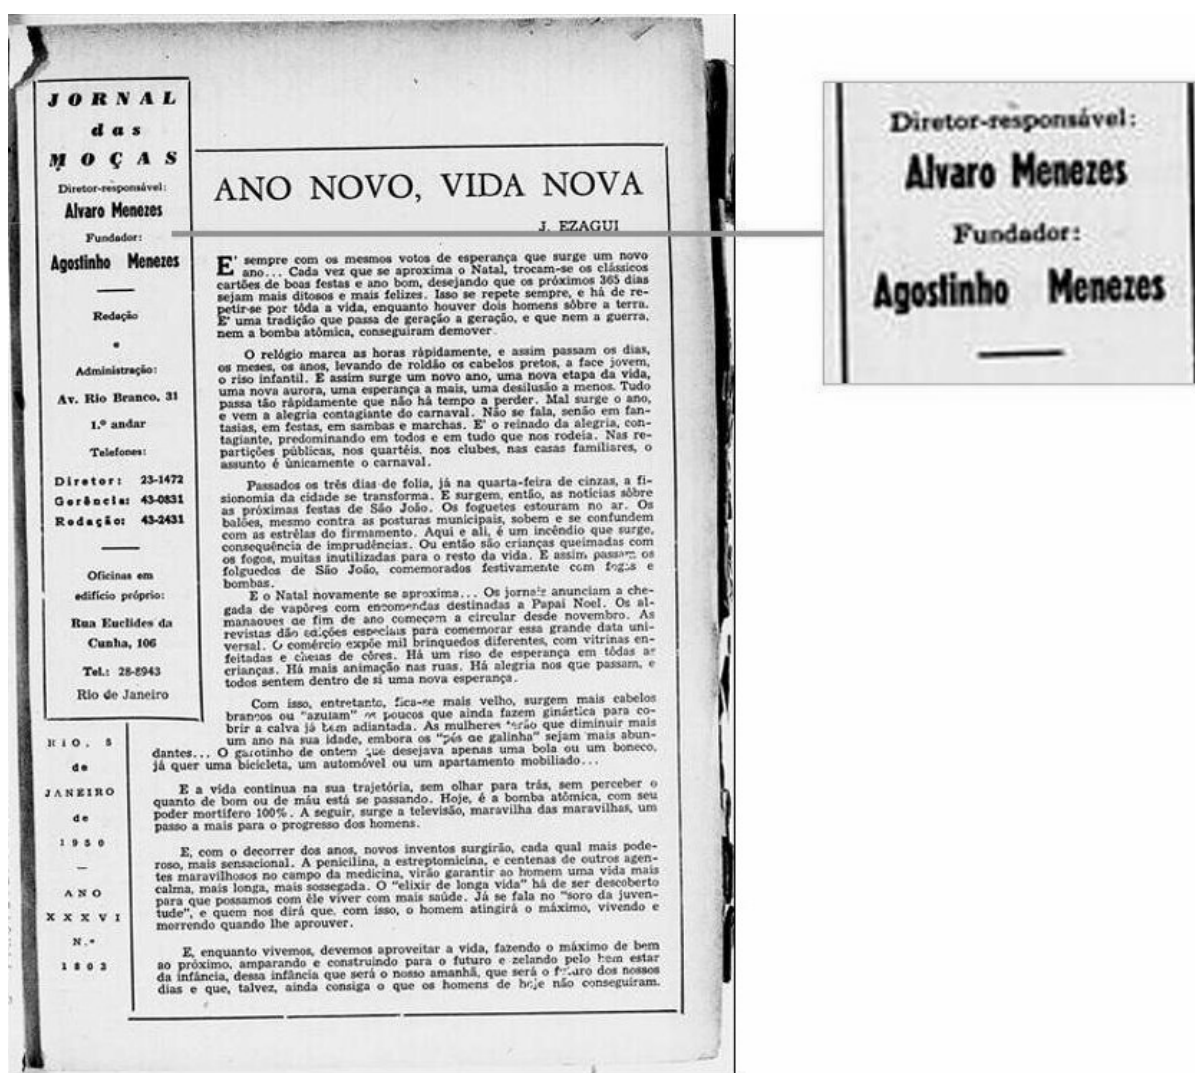 JORNAL
das
MOÇAS
Diretor-responsável:
Alvaro Menezes
Fundador:
Agostinho Menezes
Redação
e
Administração:
Av. Rio Branco, 31
1.º andar
Telefones:
Diretor: 23-1472
Gerência: 43-0831
Redação: 43-2431
Oficinas em
edifício próprio:
Rua Euclides da
Cunha, 106
Tel.: 28-8943
Rio de Janeiro
RIO, 5
de
JANEIRO
de
1950
—
ANO
XXXVI
N.º
1803
ANO NOVO, VIDA NOVA
J. EZAGUI
E' sempre com os mesmos votos de esperança que surge um novo
ano... Cada vez que se aproxima o Natal, trocam-se os clássicos
cartões de boas festas e ano bom, desejando que os próximos 365 dias
sejam mais ditosos e mais felizes. Isso se repete sempre, e há de re-
petir-se por tôda a vida, enquanto houver dois homens sôbre a terra.
E' uma tradição que passa de geração a geração, e que nem a guerra,
nem a bomba atômica, conseguiram demover.
O relógio marca as horas ràpidamente, e assim passam os dias,
os meses, os anos, levando de roldão os cabelos pretos, a face jovem,
o riso infantil. E assim surge um novo ano, uma nova etapa da vida,
uma nova aurora, uma esperança a mais, uma desilusão a menos. Tudo
passa tão ràpidamente que não há tempo a perder. Mal surge o ano,
e vem a alegria contagiante do carnaval. Não se fala, senão em fan-
tasias, em festas, em sambas e marchas. E' o reinado da alegria, con-
tagiante, predominando em todos e em tudo que nos rodeia. Nas re-
partições públicas, nos quartéis, nos clubes, nas casas familiares, o
assunto é ùnicamente o carnaval.
Passados os três dias de folia, já na quarta-feira de cinzas, a fi-
sionomia da cidade se transforma. E surgem, então, as notícias sôbre
as próximas festas de São João. Os foguetes estouram no ar. Os
balões, mesmo contra as posturas municipais, sobem e se confundem
com as estrêlas do firmamento. Aqui e ali, é um incêndio que surge,
consequência de imprudências. Ou então são crianças queimadas com
os fogos, muitas inutilizadas para o resto da vida. E assim passam os
folguedos de São João, comemorados festivamente com fogos e
bombas.
E o Natal novamente se aproxima... Os jornais anunciam a che-
gada de vapôres com encomendas destinadas a Papai Noel. Os al-
manaques de fim de ano começam a circular desde novembro. As
revistas dão edições especiais para comemorar essa grande data uni-
versal. O comércio expõe mil brinquedos diferentes, com vitrinas en-
feitadas e cheias de côres. Há um riso de esperança em tôdas as
crianças. Há mais animação nas ruas. Há alegria nos que passam, e
todos sentem dentro de si uma nova esperança.
Com isso, entretanto, fica-se mais velho, surgem mais cabelos
brancos ou "azulam" os poucos que ainda fazem ginástica para co-
brir a calva já bem adiantada. As mulheres terão que diminuir mais
um ano na sua idade, embora os "pés de galinha" sejam mais abun-
dantes... O garotinho de ontem que desejava apenas uma bola ou um boneco,
já quer uma bicicleta, um automóvel ou um apartamento mobiliado...
E a vida continua na sua trajetória, sem olhar para trás, sem perceber o
quanto de bom ou de máu está se passando. Hoje, é a bomba atômica, com seu
poder mortífero 100%. A seguir, surge a televisão, maravilha das maravilhas, um
passo a mais para o progresso dos homens.
E, com o decorrer dos anos, novos inventos surgirão, cada qual mais pode-
roso, mais sensacional. A penicilina, a estreptomicina, e centenas de outros agen-
tes maravilhosos no campo da medicina, virão garantir ao homem uma vida mais
calma, mais longa, mais sossegada. O "elixir de longa vida" há de ser descoberto
para que possamos com êle viver com mais saúde. Já se fala no "soro da juven-
tude", e quem nos dirá que, com isso, o homem atingirá o máximo, vivendo e
morrendo quando lhe aprouver.
E, enquanto vivemos, devemos aproveitar a vida, fazendo o máximo de bem
ao próximo, amparando e construindo para o futuro e zelando pelo bem estar
da infância, dessa infância que será o nosso amanhã, que será o futuro dos nossos
dias e que, talvez, ainda consiga o que os homens de hoje não conseguiram.
Diretor-responsável:
Alvaro Menezes
Fundador:
Agostinho Menezes